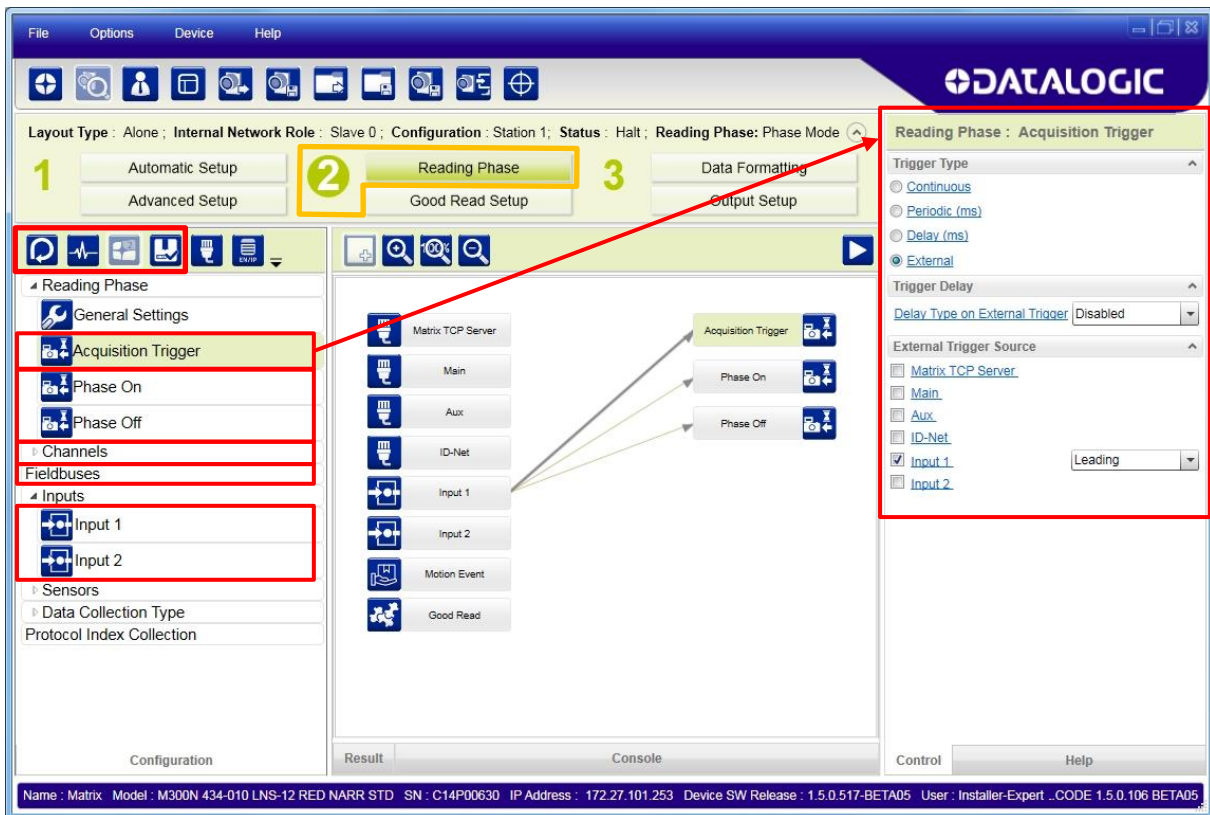 File Options Device Help
DATALOGIC
Layout Type : Alone ; Internal Network Role : Slave 0 ; Configuration : Station 1; Status : Halt ; Reading Phase: Phase Mode
1
Automatic Setup
Advanced Setup
2
Reading Phase
Good Read Setup
3
Data Formatting
Output Setup
EN/IP
Reading Phase
General Settings
Acquisition Trigger
Phase On
Phase Off
Channels
Fieldbuses
Inputs
Input 1
Input 2
Sensors
Data Collection Type
Protocol Index Collection
Configuration
100%
Matrix TCP Server
Main
Aux
ID-Net
Input 1
Input 2
Motion Event
Good Read
Acquisition Trigger
Phase On
Phase Off
Result Console
Reading Phase : Acquisition Trigger
Trigger Type
Continuous
Periodic (ms)
Delay (ms)
External
Trigger Delay
Delay Type on External Trigger Disabled
External Trigger Source
Matrix TCP Server
Main
Aux
ID-Net
Input 1 Leading
Input 2
Control Help
Name : Matrix Model : M300N 434-010 LNS-12 RED NARR STD SN : C14P00630 IP Address : 172.27.101.253 Device SW Release : 1.5.0.517-BETA05 User : Installer-Expert ..CODE 1.5.0.106 BETA05